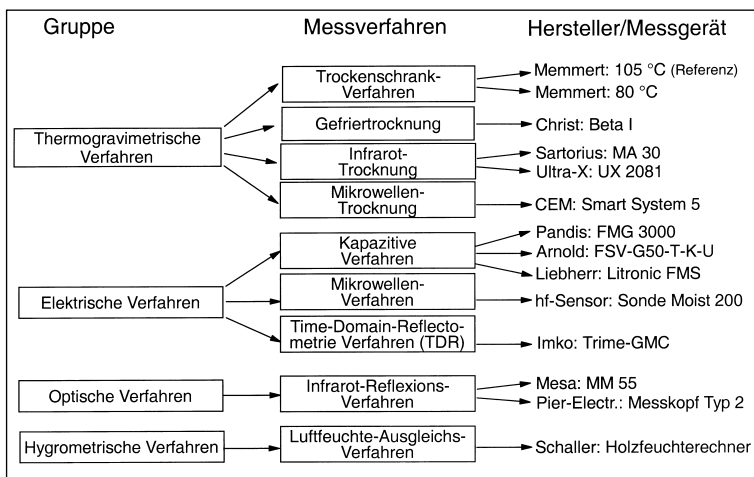 Gruppe
Messverfahren
Hersteller/Messgerät
Thermogravimetrische
Verfahren
Trockenschrank-
Verfahren
Memmert: 105 °C (Referenz)
Memmert: 80 °C
Gefriertrocknung
Christ: Beta I
Infrarot-
Trocknung
Sartorius: MA 30
Ultra-X: UX 2081
Mikrowellen-
Trocknung
CEM: Smart System 5
Elektrische Verfahren
Kapazitive
Verfahren
Pandis: FMG 3000
Arnold: FSV-G50-T-K-U
Liebherr: Litronic FMS
Mikrowellen-
Verfahren
hf-Sensor: Sonde Moist 200
Time-Domain-Reflecto-
metrie Verfahren (TDR)
Imko: Trime-GMC
Optische Verfahren
Infrarot-Reflexions-
Verfahren
Mesa: MM 55
Pier-Electr.: Messkopf Typ 2
Hygrometrische Verfahren
Luftfeuchte-Ausgleichs-
Verfahren
Schaller: Holzfeuchterechner